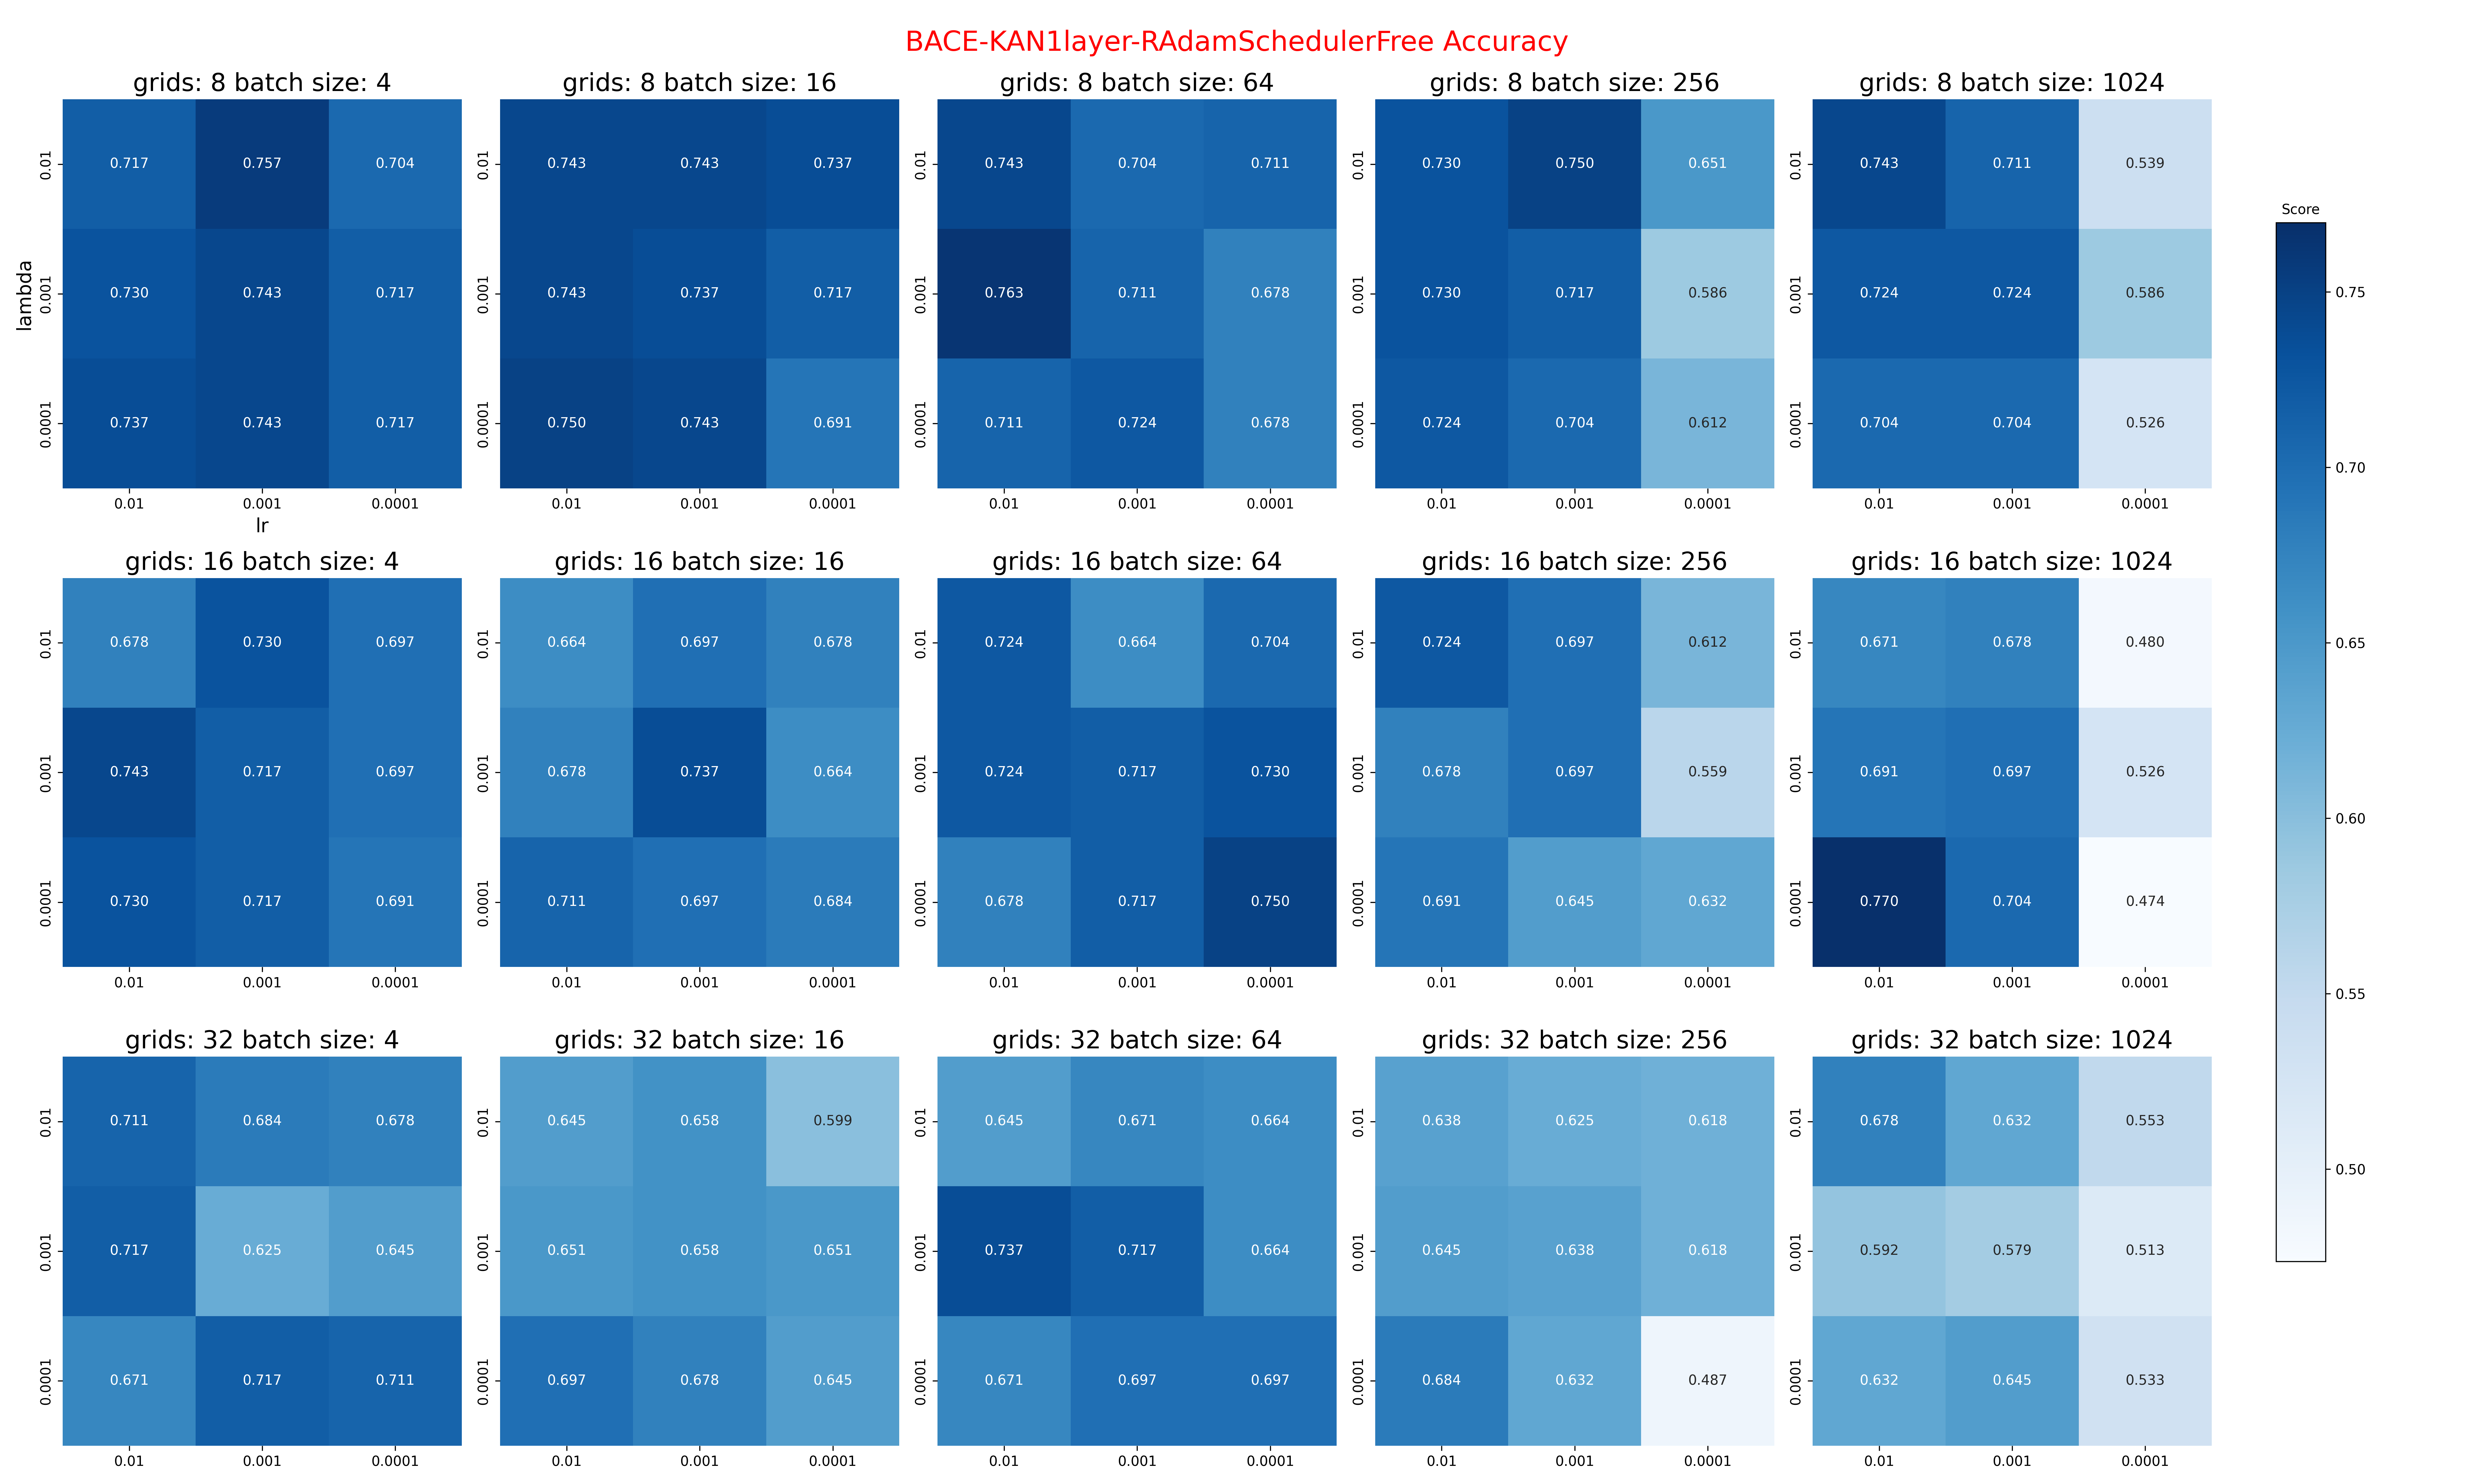 BACE-KAN1layer-RAdamSchedulerFree Accuracy
grids: 8 batch size: 4
0.01 0.717 0.757 0.704
0.001 0.730 0.743 0.717
0.0001 0.737 0.743 0.717
0.01 0.001 0.0001
lambda
lr
grids: 8 batch size: 16
0.01 0.743 0.743 0.737
0.001 0.743 0.737 0.717
0.0001 0.750 0.743 0.691
0.01 0.001 0.0001
grids: 8 batch size: 64
0.01 0.743 0.704 0.711
0.001 0.763 0.711 0.678
0.0001 0.711 0.724 0.678
0.01 0.001 0.0001
grids: 8 batch size: 256
0.01 0.730 0.750 0.651
0.001 0.730 0.717 0.586
0.0001 0.724 0.704 0.612
0.01 0.001 0.0001
grids: 8 batch size: 1024
0.01 0.743 0.711 0.539
0.001 0.724 0.724 0.586
0.0001 0.704 0.704 0.526
0.01 0.001 0.0001
grids: 16 batch size: 4
0.01 0.678 0.730 0.697
0.001 0.743 0.717 0.697
0.0001 0.730 0.717 0.691
0.01 0.001 0.0001
grids: 16 batch size: 16
0.01 0.664 0.697 0.678
0.001 0.678 0.737 0.664
0.0001 0.711 0.697 0.684
0.01 0.001 0.0001
grids: 16 batch size: 64
0.01 0.724 0.664 0.704
0.001 0.724 0.717 0.730
0.0001 0.678 0.717 0.750
0.01 0.001 0.0001
grids: 16 batch size: 256
0.01 0.724 0.697 0.612
0.001 0.678 0.697 0.559
0.0001 0.691 0.645 0.632
0.01 0.001 0.0001
grids: 16 batch size: 1024
0.01 0.671 0.678 0.480
0.001 0.691 0.697 0.526
0.0001 0.770 0.704 0.474
0.01 0.001 0.0001
grids: 32 batch size: 4
0.01 0.711 0.684 0.678
0.001 0.717 0.625 0.645
0.0001 0.671 0.717 0.711
0.01 0.001 0.0001
grids: 32 batch size: 16
0.01 0.645 0.658 0.599
0.001 0.651 0.658 0.651
0.0001 0.697 0.678 0.645
0.01 0.001 0.0001
grids: 32 batch size: 64
0.01 0.645 0.671 0.664
0.001 0.737 0.717 0.664
0.0001 0.671 0.697 0.697
0.01 0.001 0.0001
grids: 32 batch size: 256
0.01 0.638 0.625 0.618
0.001 0.645 0.638 0.618
0.0001 0.684 0.632 0.487
0.01 0.001 0.0001
grids: 32 batch size: 1024
0.01 0.678 0.632 0.553
0.001 0.592 0.579 0.513
0.0001 0.632 0.645 0.533
0.01 0.001 0.0001
Score
0.75
0.70
0.65
0.60
0.55
0.50